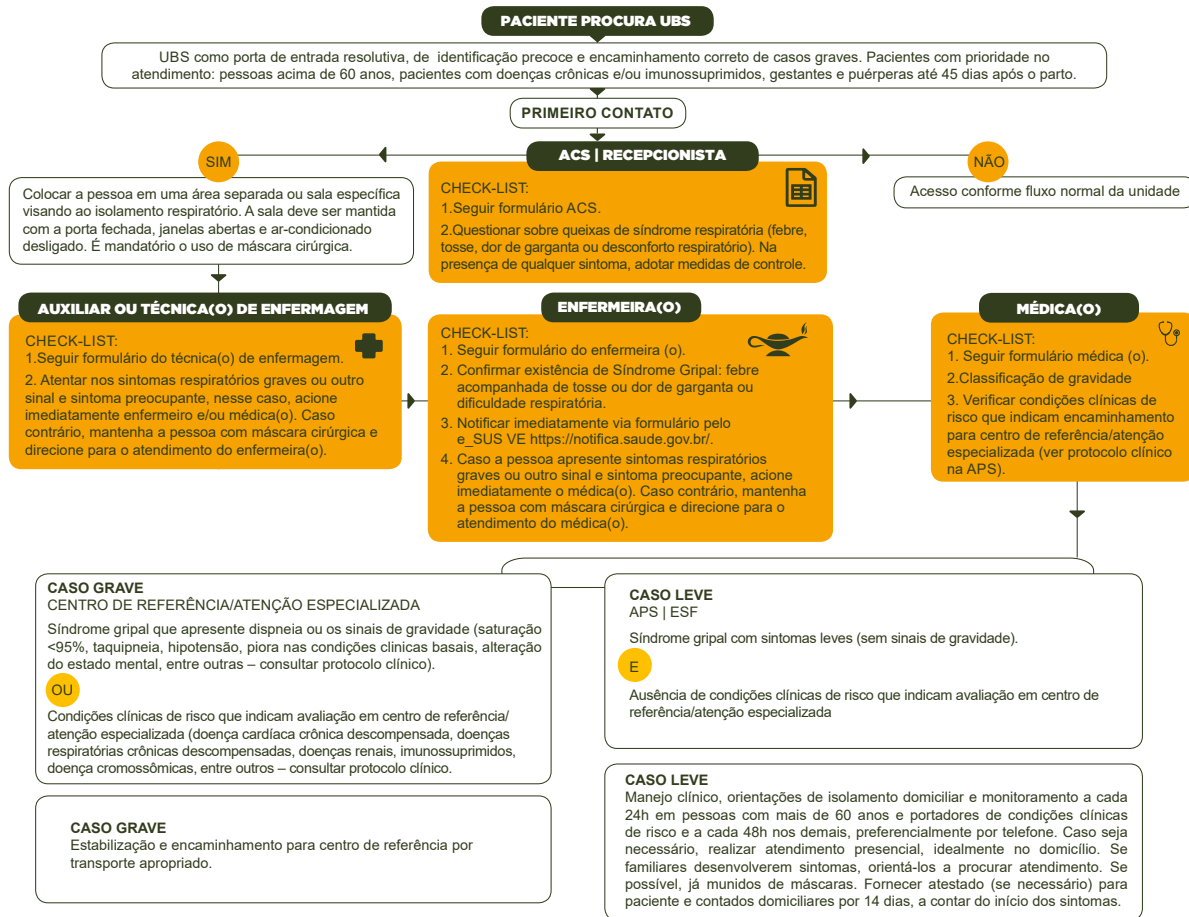 PACIENTE PROCURA UBS
UBS como porta de entrada resolutiva, de identificação precoce e encaminhamento correto de casos graves. Pacientes com prioridade no
atendimento: pessoas acima de 60 anos, pacientes com doenças crônicas e/ou imunossuprimidos, gestantes e puérperas até 45 dias após o parto.
PRIMEIRO CONTATO
SIM
Colocar a pessoa em uma área separada ou sala específica
visando ao isolamento respiratório. A sala deve ser mantida
com a porta fechada, janelas abertas e ar-condicionado
desligado. É mandatório o uso de máscara cirúrgica.
ACS | RECEPCIONISTA
CHECK-LIST:
1.Seguir formulário ACS.
2.Questionar sobre queixas de síndrome respiratória (febre,
tosse, dor de garganta ou desconforto respiratório). Na
presença de qualquer sintoma, adotar medidas de controle.
NÃO
Acesso conforme fluxo normal da unidade
AUXILIAR OU TÉCNICA(O) DE ENFERMAGEM
CHECK-LIST:
1.Seguir formulário do técnica(o) de enfermagem.
2. Atentar nos sintomas respiratórios graves ou outro
sinal e sintoma preocupante, nesse caso, acione
imediatamente enfermeiro e/ou médica(o). Caso
contrário, mantenha a pessoa com máscara cirúrgica e
direcione para o atendimento do enfermeira(o).
ENFERMEIRA(O)
CHECK-LIST:
1. Seguir formulário do enfermeira (o).
2. Confirmar existência de Síndrome Gripal: febre
acompanhada de tosse ou dor de garganta ou
dificuldade respiratória.
3. Notificar imediatamente via formulário pelo
e_SUS VE https://notifica.saude.gov.br/.
4. Caso a pessoa apresente sintomas respiratórios
graves ou outro sinal e sintoma preocupante, acione
imediatamente o médica(o). Caso contrário, mantenha
a pessoa com máscara cirúrgica e direcione para o
atendimento do médica(o).
MÉDICA(O)
CHECK-LIST:
1. Seguir formulário médica (o).
2.Classificação de gravidade
3. Verificar condições clínicas de
risco que indicam encaminhamento
para centro de referência/atenção
especializada (ver protocolo clínico
na APS).
CASO GRAVE
CENTRO DE REFERÊNCIA/ATENÇÃO ESPECIALIZADA
Síndrome gripal que apresente dispneia ou os sinais de gravidade (saturação
<95%, taquipneia, hipotensão, piora nas condições clinicas basais, alteração
do estado mental, entre outras – consultar protocolo clínico).
OU
Condições clínicas de risco que indicam avaliação em centro de referência/
atenção especializada (doença cardíaca crônica descompensada, doenças
respiratórias crônicas descompensadas, doenças renais, imunossuprimidos,
doença cromossômicas, entre outros – consultar protocolo clínico.
CASO GRAVE
Estabilização e encaminhamento para centro de referência por
transporte apropriado.
CASO LEVE
APS | ESF
Síndrome gripal com sintomas leves (sem sinais de gravidade).
E
Ausência de condições clínicas de risco que indicam avaliação em centro de
referência/atenção especializada
CASO LEVE
Manejo clínico, orientações de isolamento domiciliar e monitoramento a cada
24h em pessoas com mais de 60 anos e portadores de condições clínicas
de risco e a cada 48h nos demais, preferencialmente por telefone. Caso seja
necessário, realizar atendimento presencial, idealmente no domicílio. Se
familiares desenvolverem sintomas, orientá-los a procurar atendimento. Se
possível, já munidos de máscaras. Fornecer atestado (se necessário) para
paciente e contados domiciliares por 14 dias, a contar do início dos sintomas.